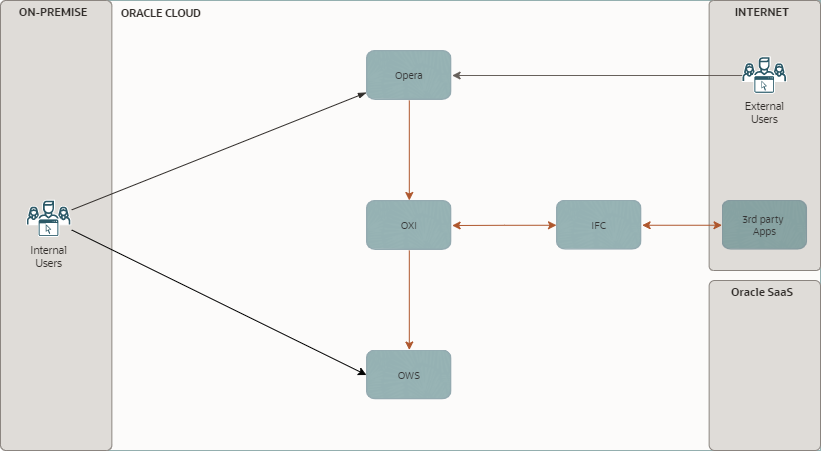 ON-PREMISE
ORACLE CLOUD
INTERNET
Opera
External
Users
Internal
Users
OXI
IFC
3rd party
Apps
Oracle SaaS
OWS